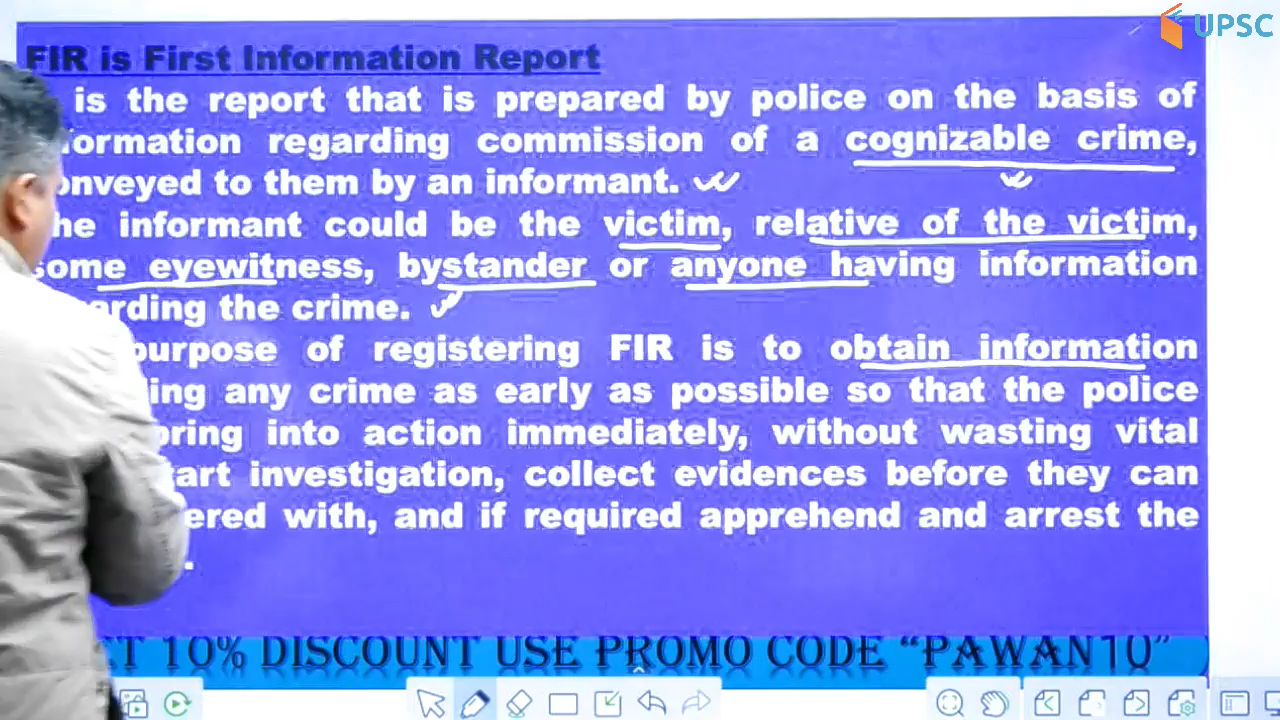 UPSC
FIR is First Information Report
is the report that is prepared by police on the basis of
formation regarding commission of a cognizable crime,
onveyed to them by an informant.
he informant could be the victim, relative of the victim,
some eyewitness, bystander or anyone having information
arding the crime.
purpose of registering FIR is to obtain information
ing any crime as early as possible so that the police
pring into action immediately, without wasting vital
tart investigation, collect evidences before they can
ered with, and if required apprehend and arrest the
.
ET 10% DISCOUNT USE PROMO CODE “PAWAN10”